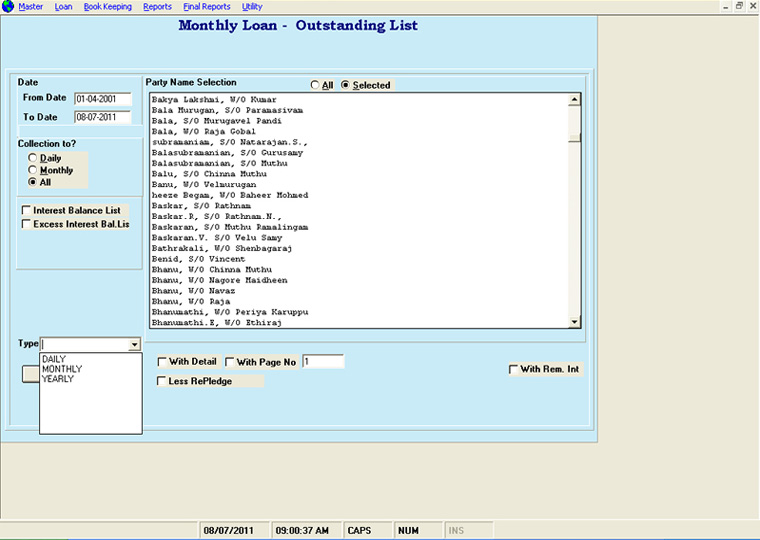 Master Loan Book Keeping Reports Final Reports Utility
Monthly Loan - Outstanding List
Date
From Date 01-04-2001
To Date 08-07-2011
Collection to?
Daily
Monthly
All
Interest Balance List
Excess Interest Bal.Lis
Party Name Selection All Selected
Bakya Lakshmi, W/O Kumar
Bala Murugan, S/O Paramasivam
Bala, S/O Murugavel Pandi
Bala, W/O Raja Gobal
subramaniam, S/O Natarajan.S.,
Balasubramanian, S/O Gurusamy
Balasubramanian, S/O Muthu
Balu, S/O Chinna Muthu
Banu, W/O Velmurugan
heeze Begam, W/O Baheer Mohmed
Baskar, S/O Rathnam
Baskar.R, S/O Rathnam.N.,
Baskaran, S/O Muthu Ramalingam
Baskaran.V. S/O Velu Samy
Bathrakali, W/O Shenbagaraj
Benid, S/O Vincent
Bhanu, W/O Chinna Muthu
Bhanu, W/O Nagore Maidheen
Bhanu, W/O Navaz
Bhanu, W/O Raja
Bhanumathi, W/O Periya Karuppu
Bhanumathi.E, W/O Ethiraj
Type
DAILY
MONTHLY
YEARLY
With Detail With Page No 1
Less RePledge
With Rem. Int
08/07/2011 09:00:37 AM CAPS NUM INS